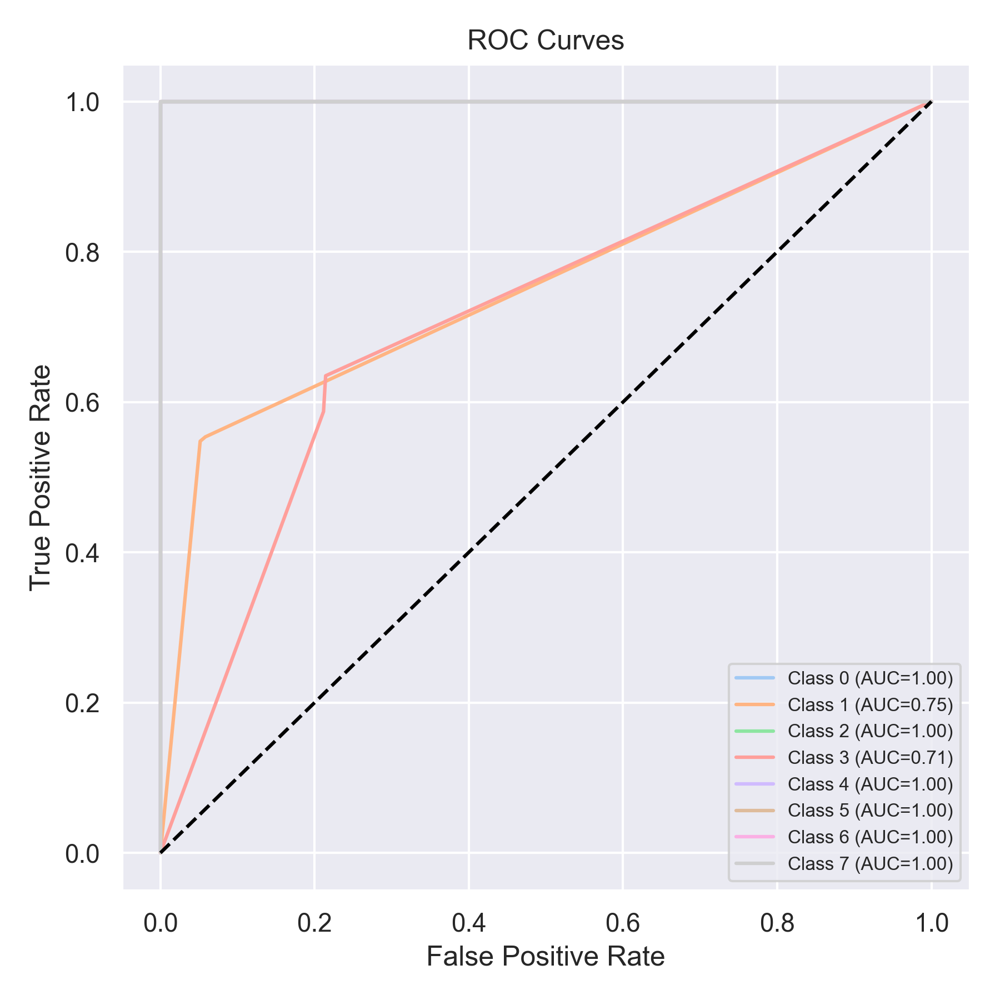 ROC Curves
1.0
0.8
0.6
0.4
0.2
0.0
True Positive Rate
0.0 0.2 0.4 0.6 0.8 1.0
False Positive Rate
Class 0 (AUC=1.00)
Class 1 (AUC=0.75)
Class 2 (AUC=1.00)
Class 3 (AUC=0.71)
Class 4 (AUC=1.00)
Class 5 (AUC=1.00)
Class 6 (AUC=1.00)
Class 7 (AUC=1.00)